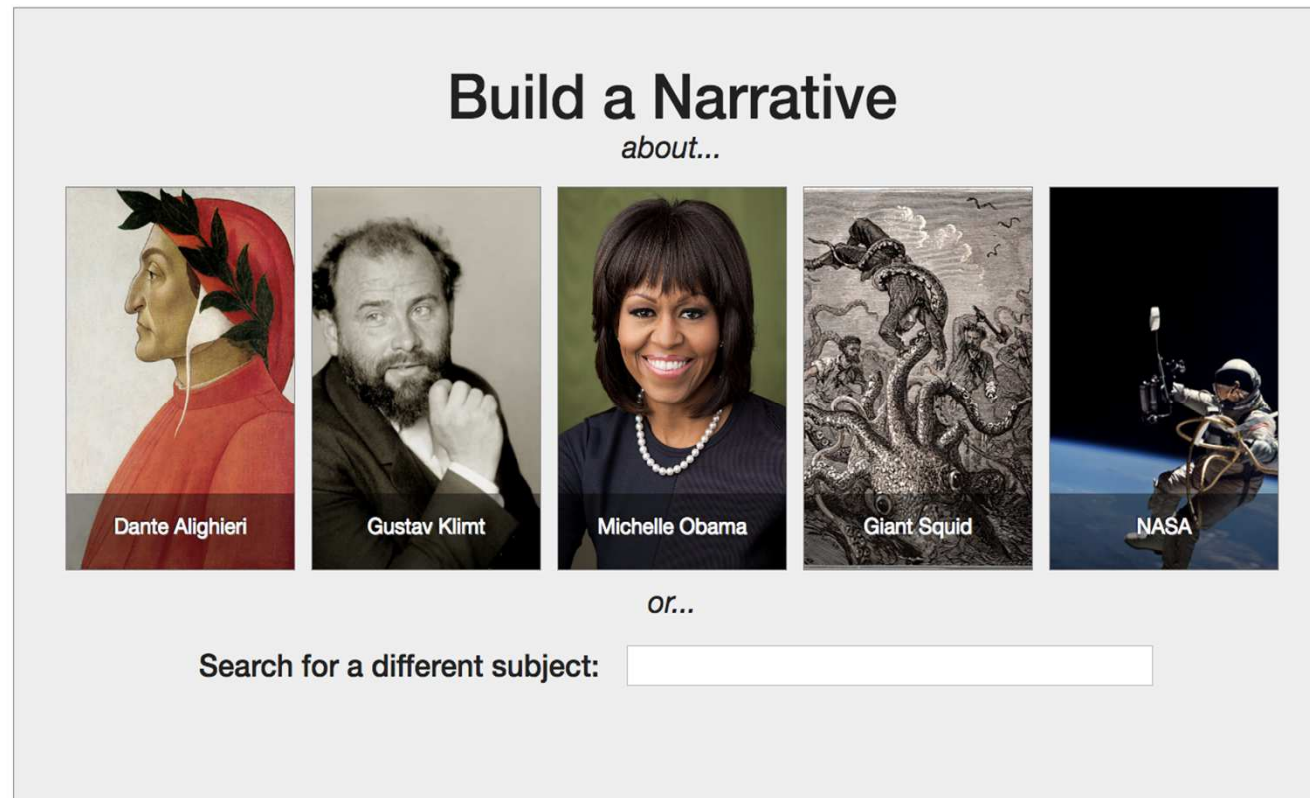 Build a Narrative
about...
Dante Alighieri
Gustav Klimt
Michelle Obama
Giant Squid
NASA
or...
Search for a different subject: